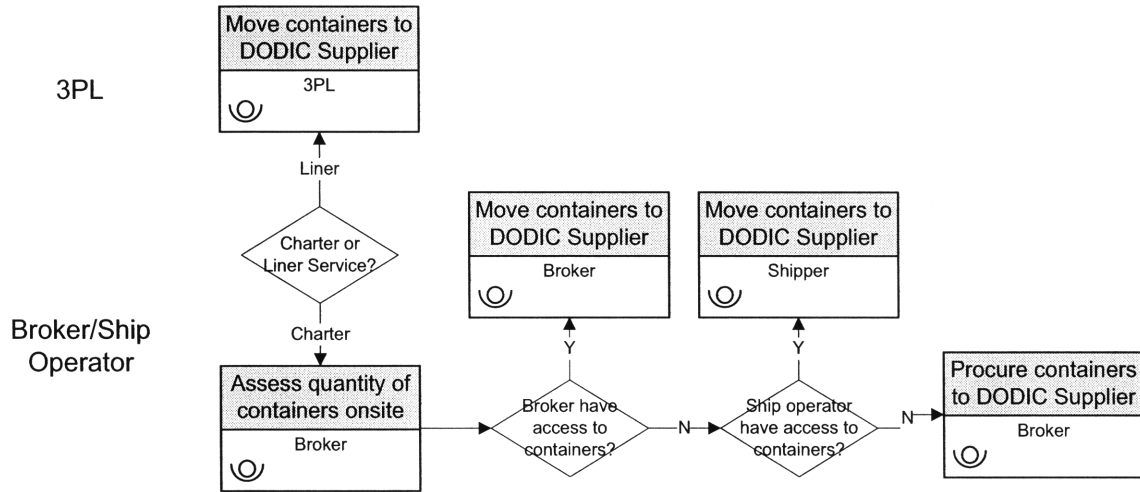 Move containers to
DODIC Supplier
3PL
3PL
Liner
Charter or
Liner Service?
Charter
Broker/Ship
Operator
Assess quantity of
containers onsite
Broker
Move containers to
DODIC Supplier
Broker
Y
Broker have
access to
containers?
N
Move containers to
DODIC Supplier
Shipper
Y
Ship operator
have access to
containers?
N
Procure containers
to DODIC Supplier
Broker